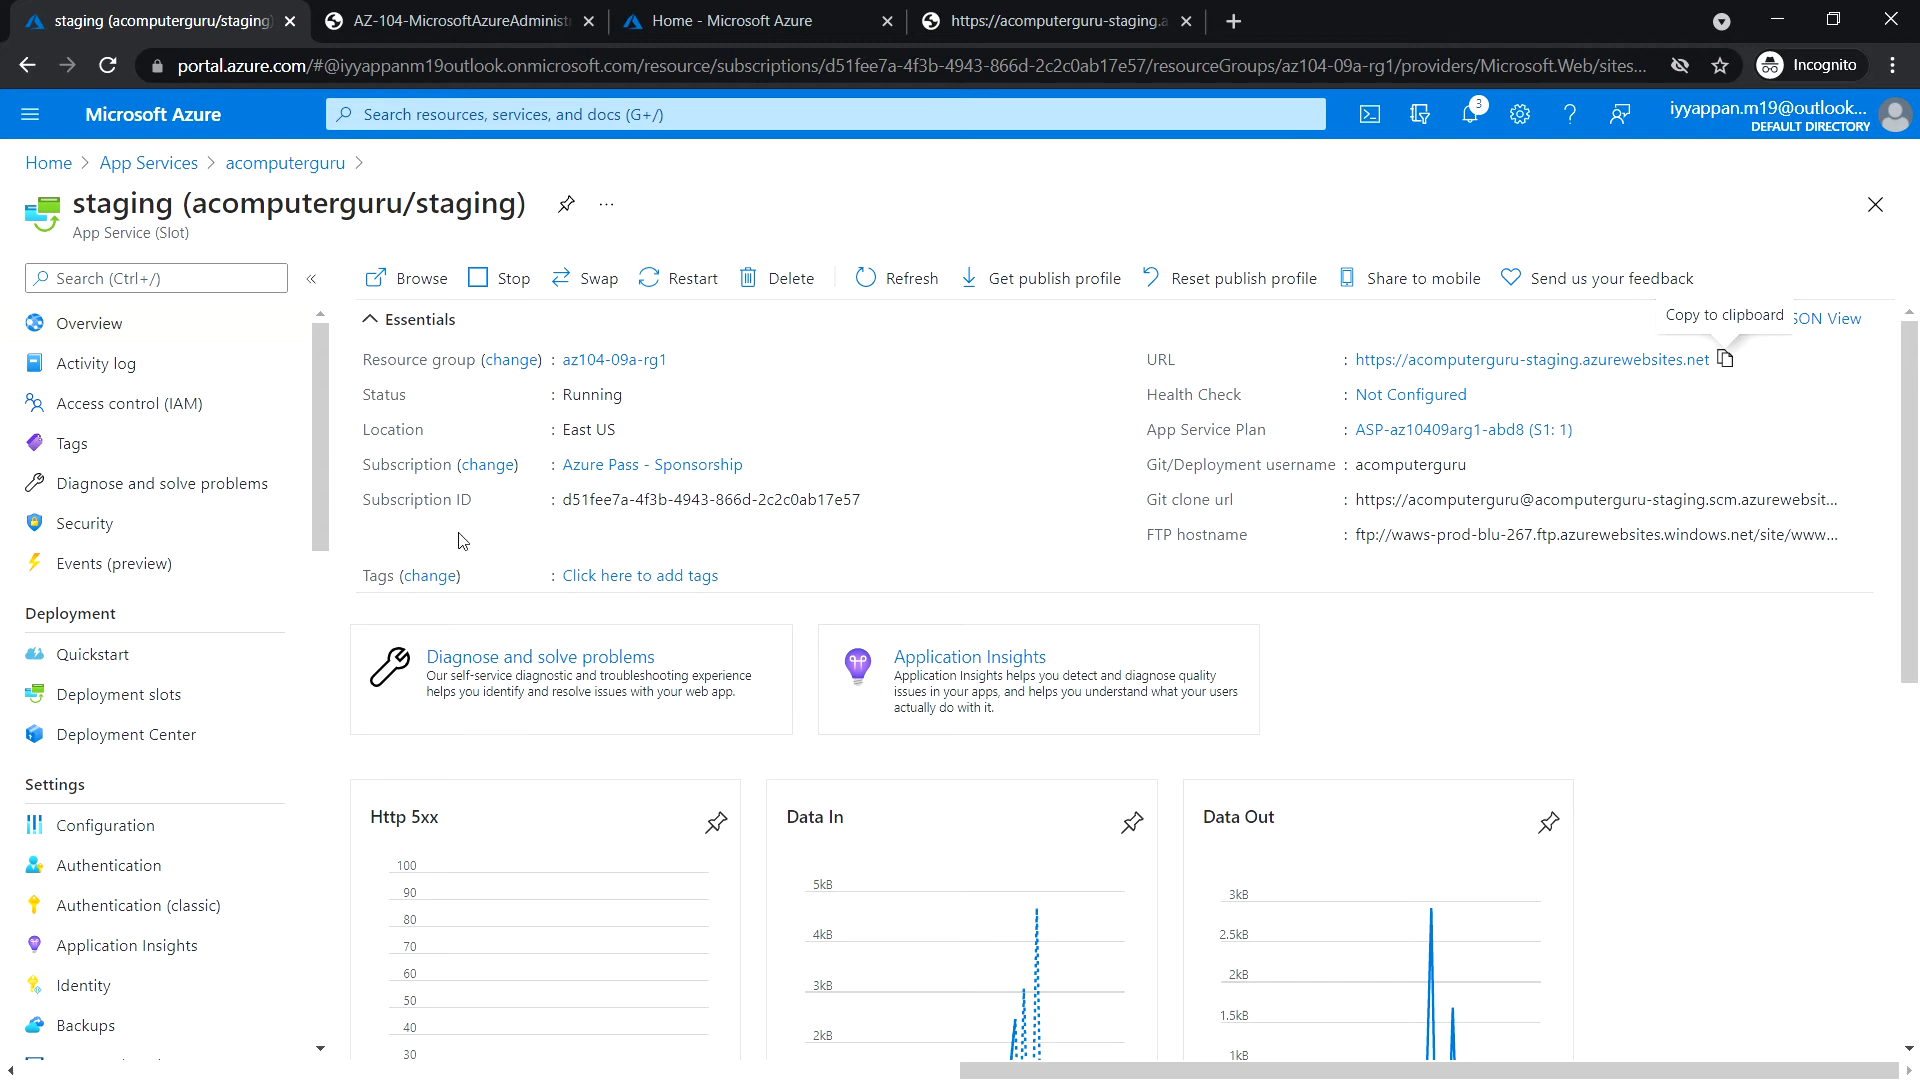 staging (acomputerguru/staging)
AZ-104-MicrosoftAzureAdminist
Home - Microsoft Azure
https://acomputerguru-staging.a
portal.azure.com/#@iyyappanm19outlook.onmicrosoft.com/resource/subscriptions/d51fee7a-4f3b-4943-866d-2c2c0ab17e57/resourceGroups/az104-09a-rg1/providers/Microsoft.Web/sites...
Incognito
Microsoft Azure
Search resources, services, and docs (G+/)
3
iyyappan.m19@outlook...
DEFAULT DIRECTORY
Home > App Services > acomputerguru >
staging (acomputerguru/staging)
...
App Service (Slot)
Search (Ctrl+/)
«
Browse
Stop
Swap
Restart
Delete
Refresh
Get publish profile
Reset publish profile
Share to mobile
Send us your feedback
Overview
Activity log
Access control (IAM)
Tags
Diagnose and solve problems
Security
Events (preview)
Deployment
Quickstart
Deployment slots
Deployment Center
Settings
Configuration
Authentication
Authentication (classic)
Application Insights
Identity
Backups
Essentials
Copy to clipboard
SON View
Resource group (change) : az104-09a-rg1
Status : Running
Location : East US
Subscription (change) : Azure Pass - Sponsorship
Subscription ID : d51fee7a-4f3b-4943-866d-2c2c0ab17e57
Tags (change) : Click here to add tags
URL : https://acomputerguru-staging.azurewebsites.net
Health Check : Not Configured
App Service Plan : ASP-az10409arg1-abd8 (S1: 1)
Git/Deployment username : acomputerguru
Git clone url : https://acomputerguru@acomputerguru-staging.scm.azurewebsit...
FTP hostname : ftp://waws-prod-blu-267.ftp.azurewebsites.windows.net/site/www...
Diagnose and solve problems
Our self-service diagnostic and troubleshooting experience
helps you identify and resolve issues with your web app.
Application Insights
Application Insights helps you detect and diagnose quality
issues in your apps, and helps you understand what your users
actually do with it.
Http 5xx
100
90
80
70
60
50
40
30
Data In
5kB
4kB
3kB
2kB
Data Out
3kB
2.5kB
2kB
1.5kB
1kB